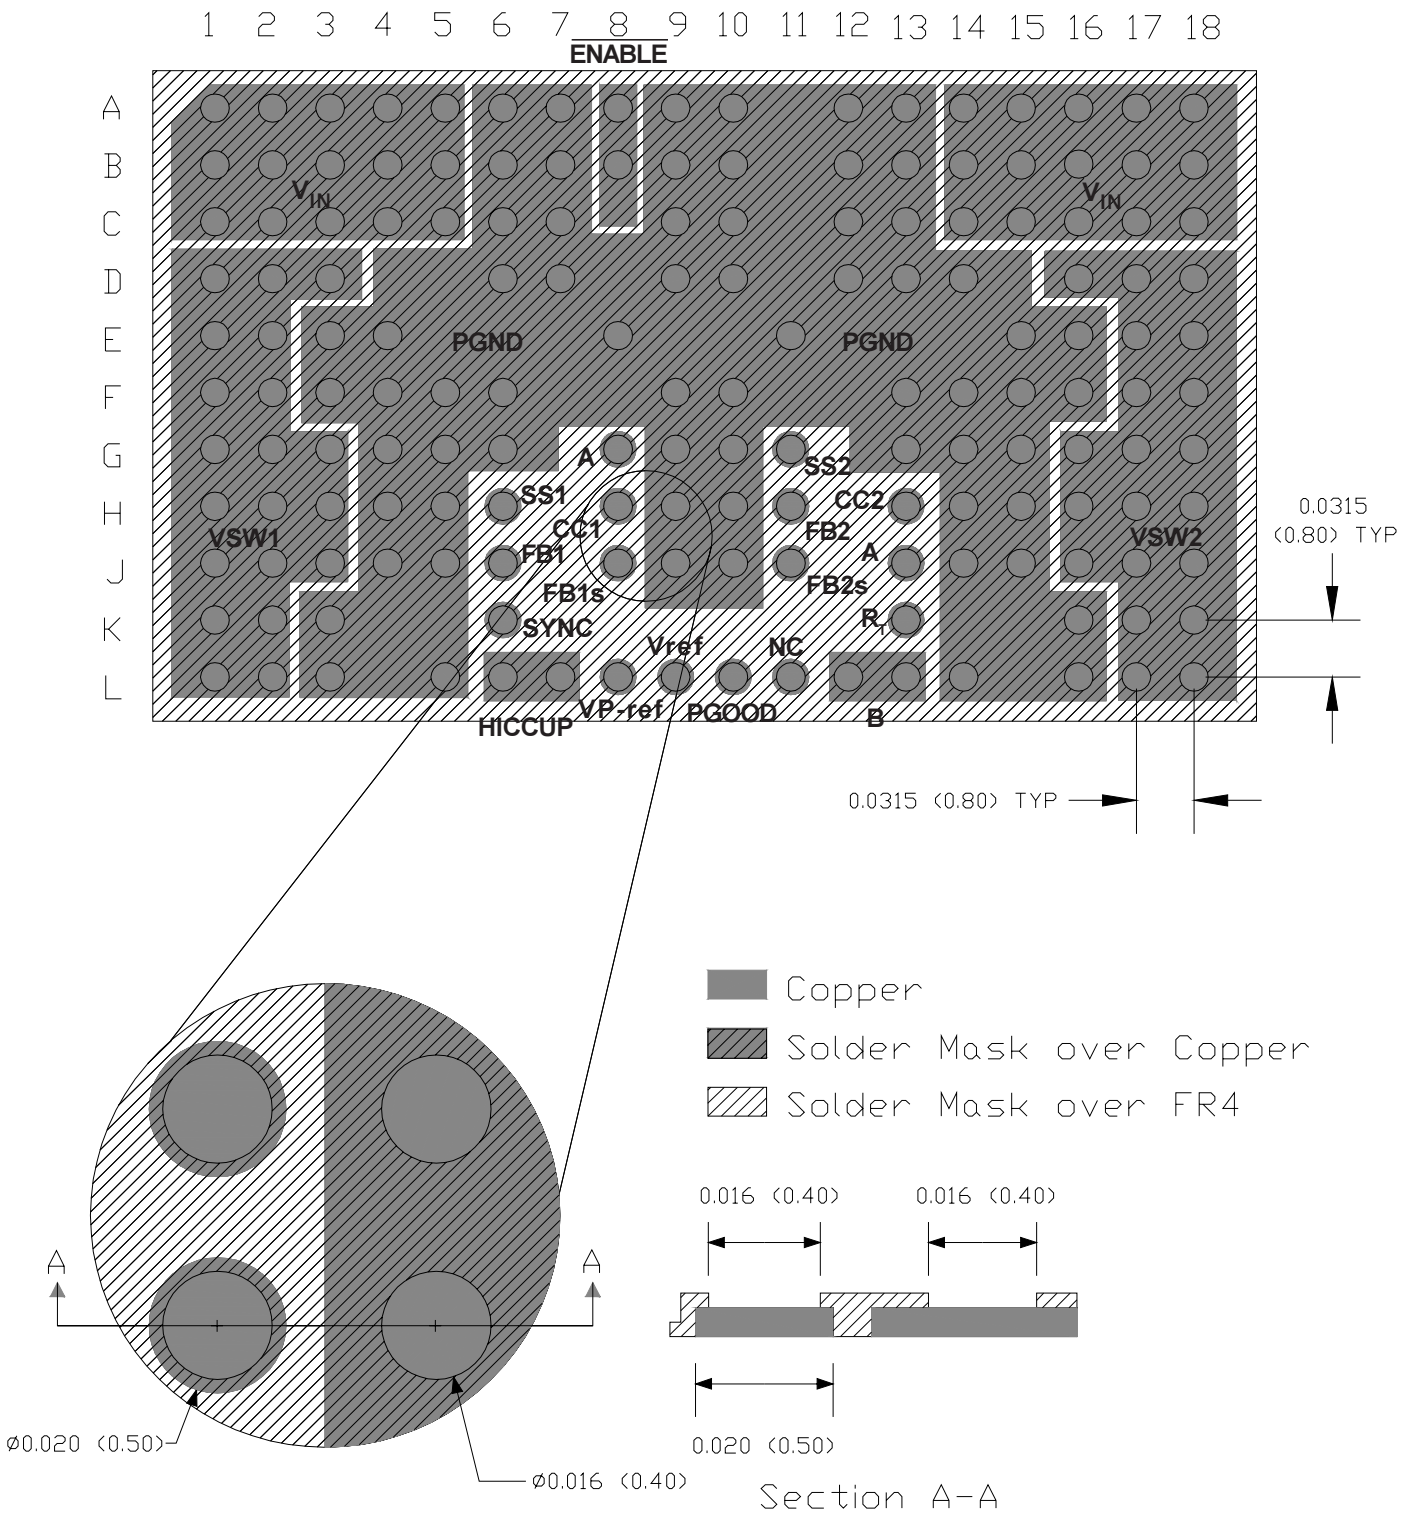 1 2 3 4 5 6 7 8 9 10 11 12 13 14 15 16 17 18
ENABLE
A
B
VIN VIN
C
D
E PGND PGND
F
G A SS2
SS1 CC2
H CC1 FB2
VSW1 VSW2
FB1 A
J FB1s FB2s
K SYNC RT
Vref NC
L
VP-ref PGOOD B
HICCUP
0.0315
(0.80) TYP
0.0315 (0.80) TYP
Copper
Solder Mask over Copper
Solder Mask over FR4
0.016 (0.40) 0.016 (0.40)
A A
Ø0.020 (0.50) 0.020 (0.50)
Ø0.016 (0.40)
Section A-A